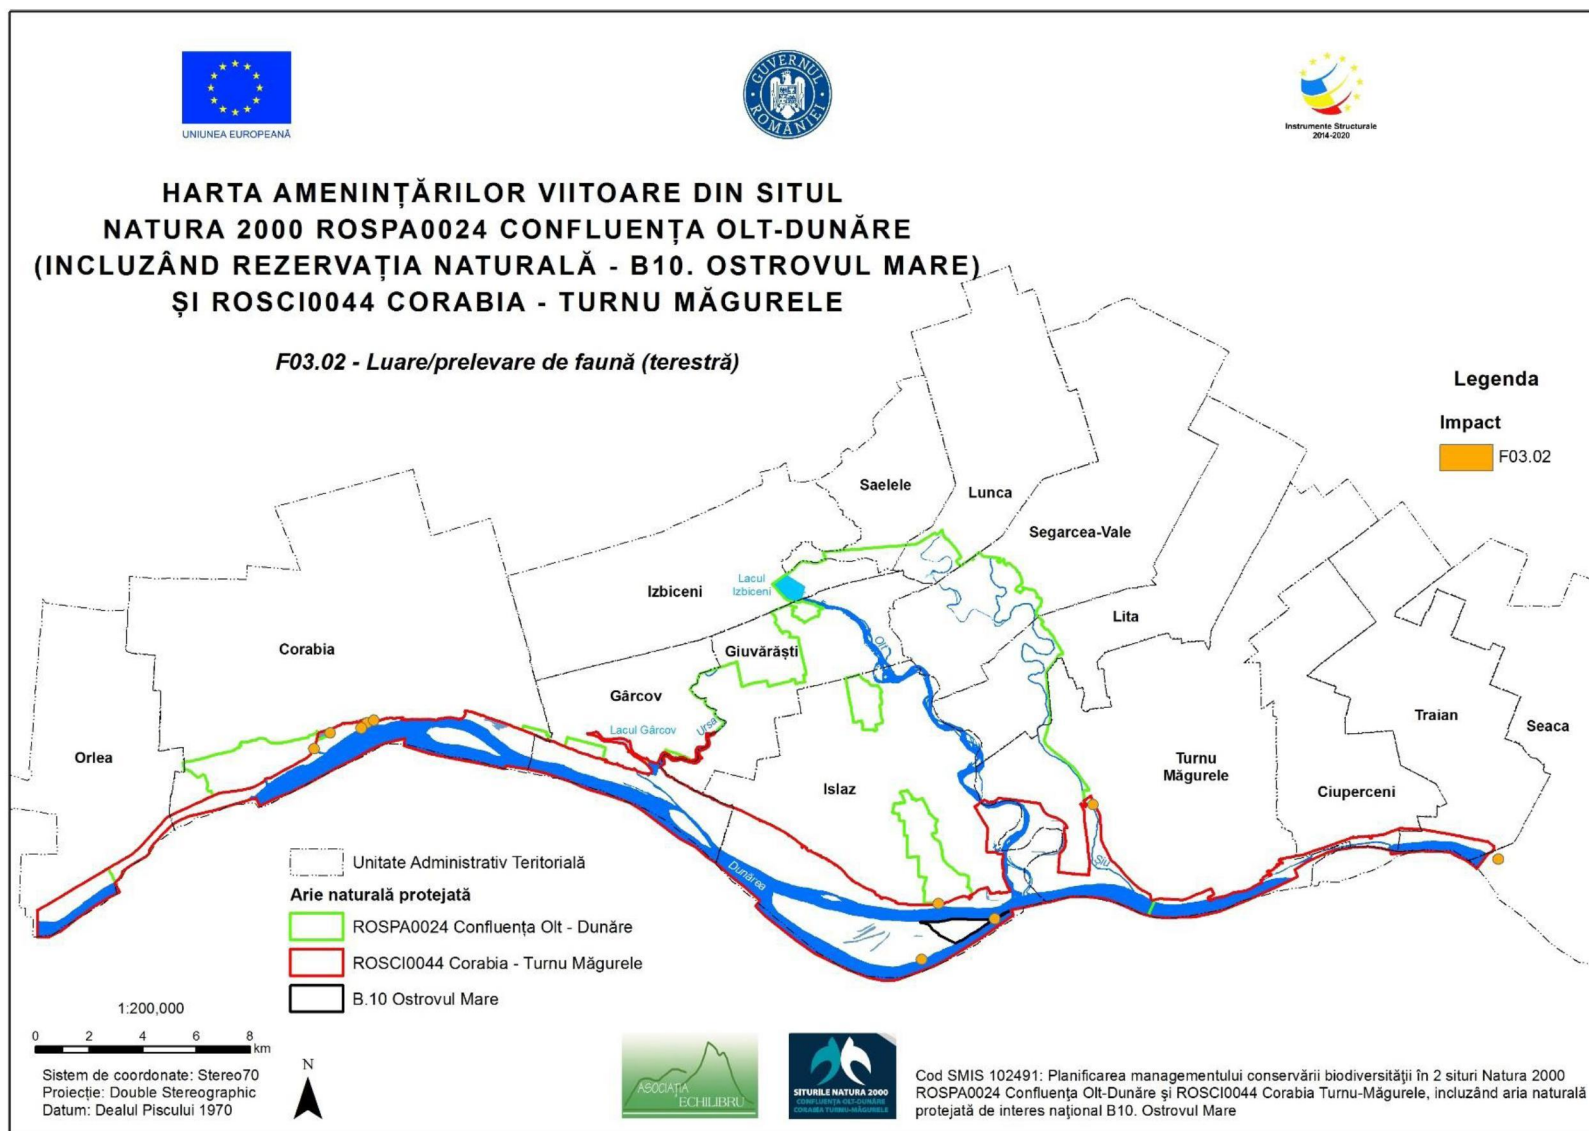 UNIUNEA EUROPEANĂ
GUVERNUL ROMÂNIEI
Instrumente Structurale
2014-2020
HARTA AMENINȚĂRILOR VIITOARE DIN SITUL
NATURA 2000 ROSPA0024 CONFLUENȚA OLT-DUNĂRE
(INCLUZÂND REZERVAȚIA NATURALĂ - B10. OSTROVUL MARE)
ȘI ROSCI0044 CORABIA - TURNU MĂGURELE
F03.02 - Luare/prelevare de faună (terestră)
Legenda
Impact
F03.02
Saelele
Lunca
Segarcea-Vale
Izbiceni
Lacul
Izbiceni
Lita
Corabia
Giuvărăști
Olt
Gârcov
Lacul Gârcov
Ursa
Traian
Seaca
Orlea
Turnu
Măgurele
Islaz
Ciuperceni
Siu
Dunărea
Unitate Administrativ Teritorială
Arie naturală protejată
ROSPA0024 Confluența Olt - Dunăre
ROSCI0044 Corabia - Turnu Măgurele
B.10 Ostrovul Mare
1:200,000
0 2 4 6 8
km
N
Sistem de coordonate: Stereo70
Proiecție: Double Stereographic
Datum: Dealul Piscului 1970
ASOCIAȚIA
ECHILIBRU
SITURILE NATURA 2000
CONFLUENȚA OLT-DUNĂRE
CORABIA TURNU-MĂGURELE
Cod SMIS 102491: Planificarea managementului conservării biodiversității în 2 situri Natura 2000
ROSPA0024 Confluența Olt-Dunăre și ROSCI0044 Corabia Turnu-Măgurele, incluzând aria naturală
protejată de interes național B10. Ostrovul Mare